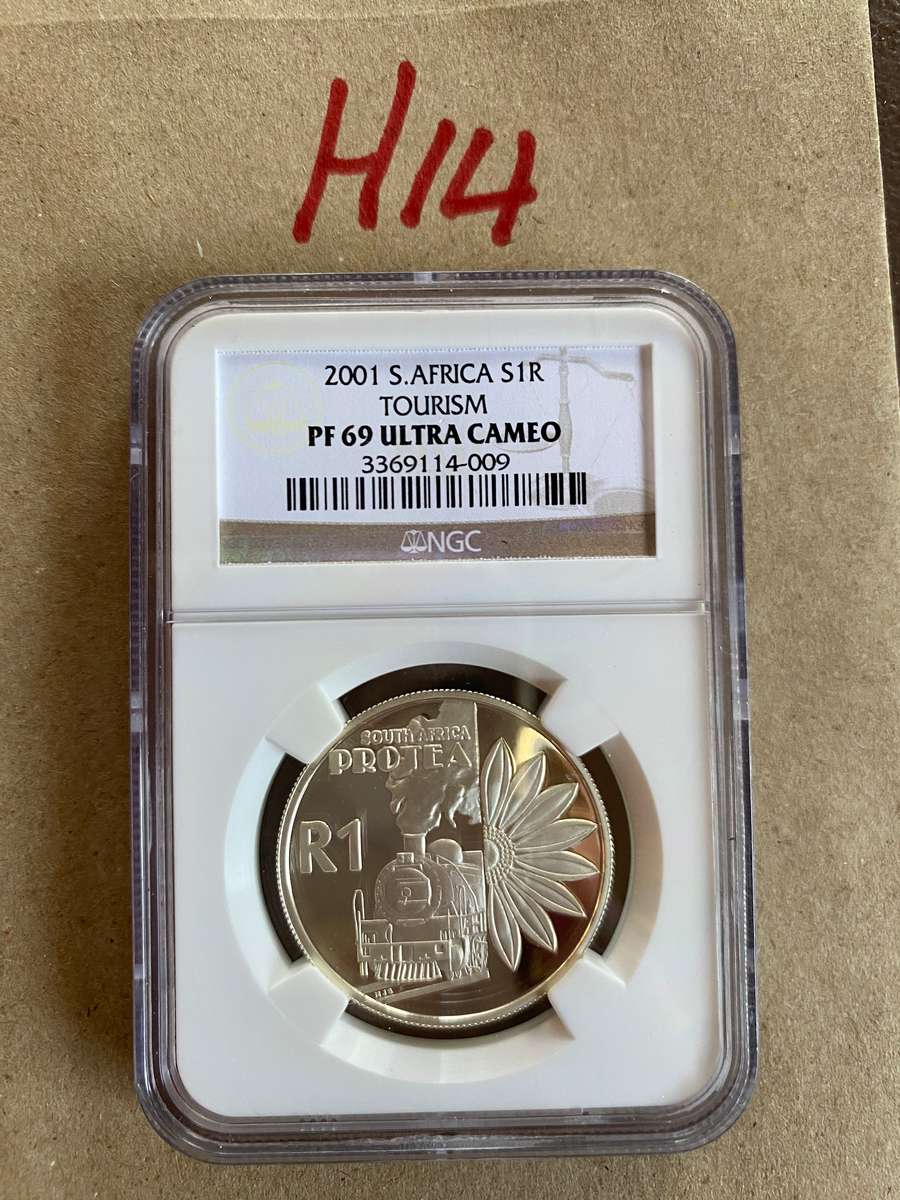 H14
2001 S.AFRICA S1R
TOURISM
PF 69 ULTRA CAMEO
3369114-009
NGC
SOUTH AFRICA
PROTEA
R1